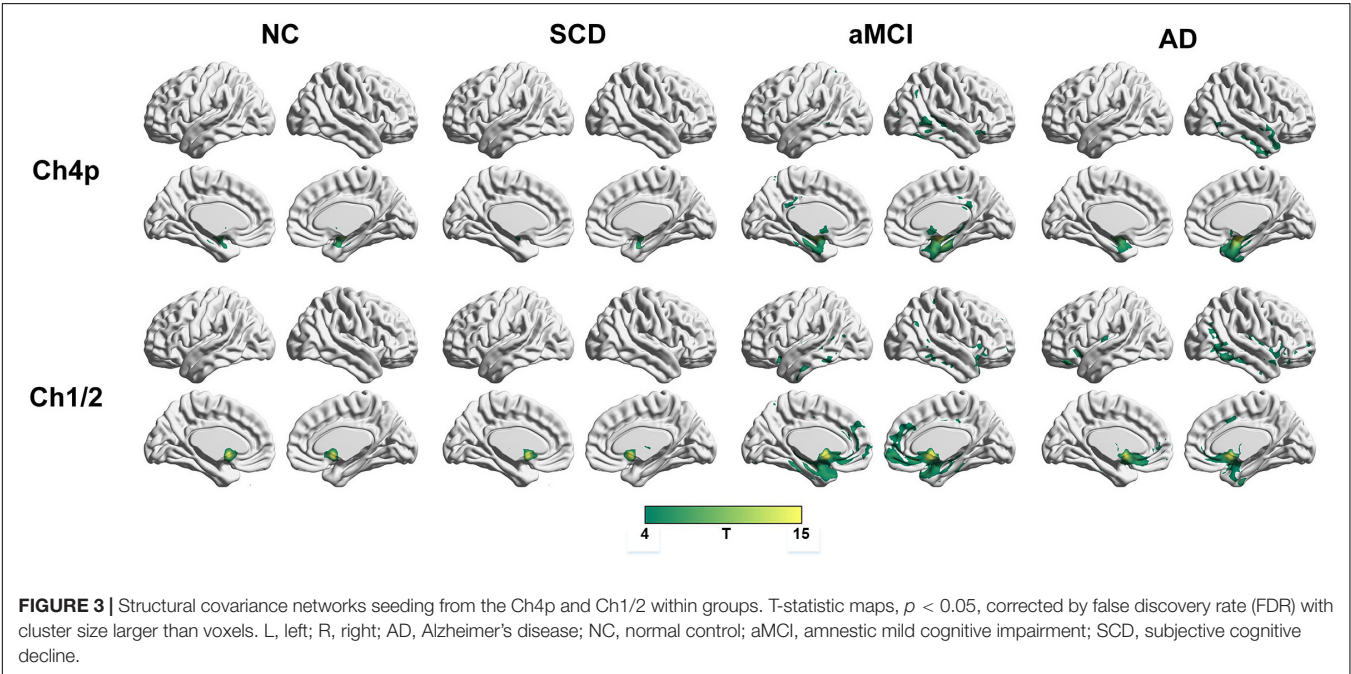 NC SCD aMCI AD
Ch4p
Ch1/2
4 T 15
FIGURE 3 | Structural covariance networks seeding from the Ch4p and Ch1/2 within groups. T-statistic maps, p < 0.05, corrected by false discovery rate (FDR) with
cluster size larger than voxels. L, left; R, right; AD, Alzheimer’s disease; NC, normal control; aMCI, amnestic mild cognitive impairment; SCD, subjective cognitive
decline.